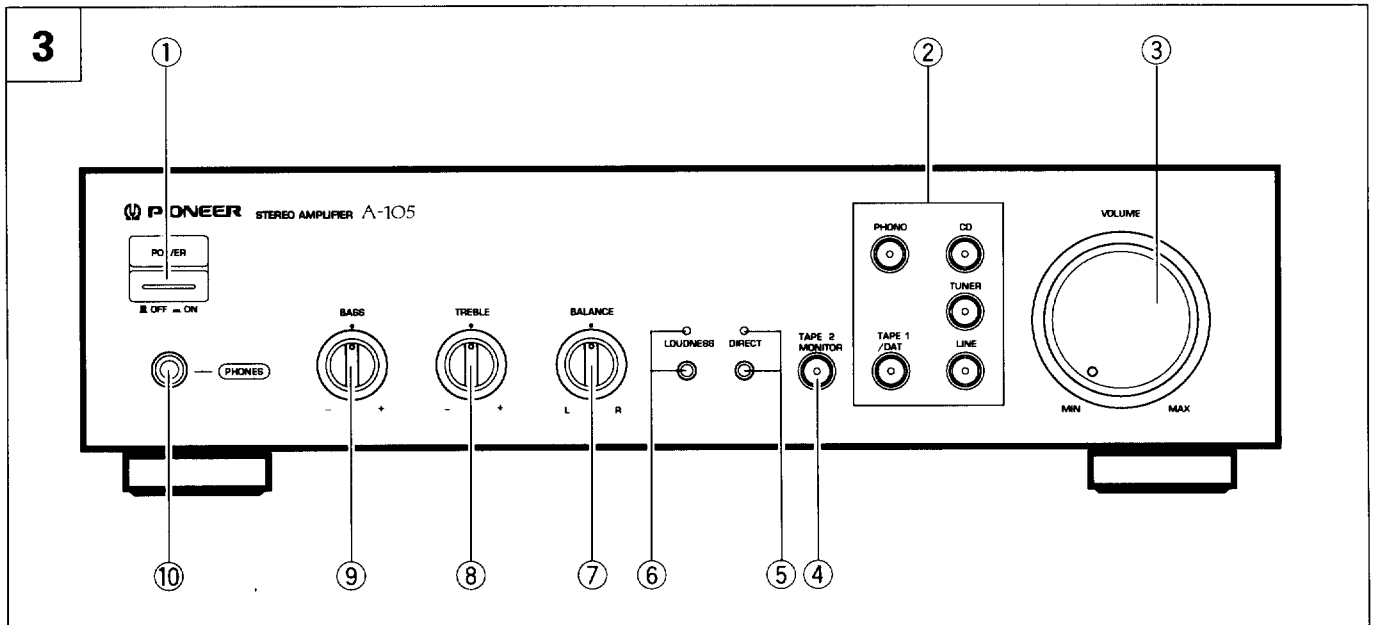 3
① ② ③
PIONEER STEREO AMPLIFIER A-105
POWER
OFF ON
PHONES
BASS
- +
TREBLE
- +
BALANCE
L R
LOUDNESS
DIRECT
TAPE 2
MONITOR
PHONO
CD
TUNER
TAPE 1
/DAT
LINE
VOLUME
MIN MAX
⑩ ⑨ ⑧ ⑦ ⑥ ⑤ ④